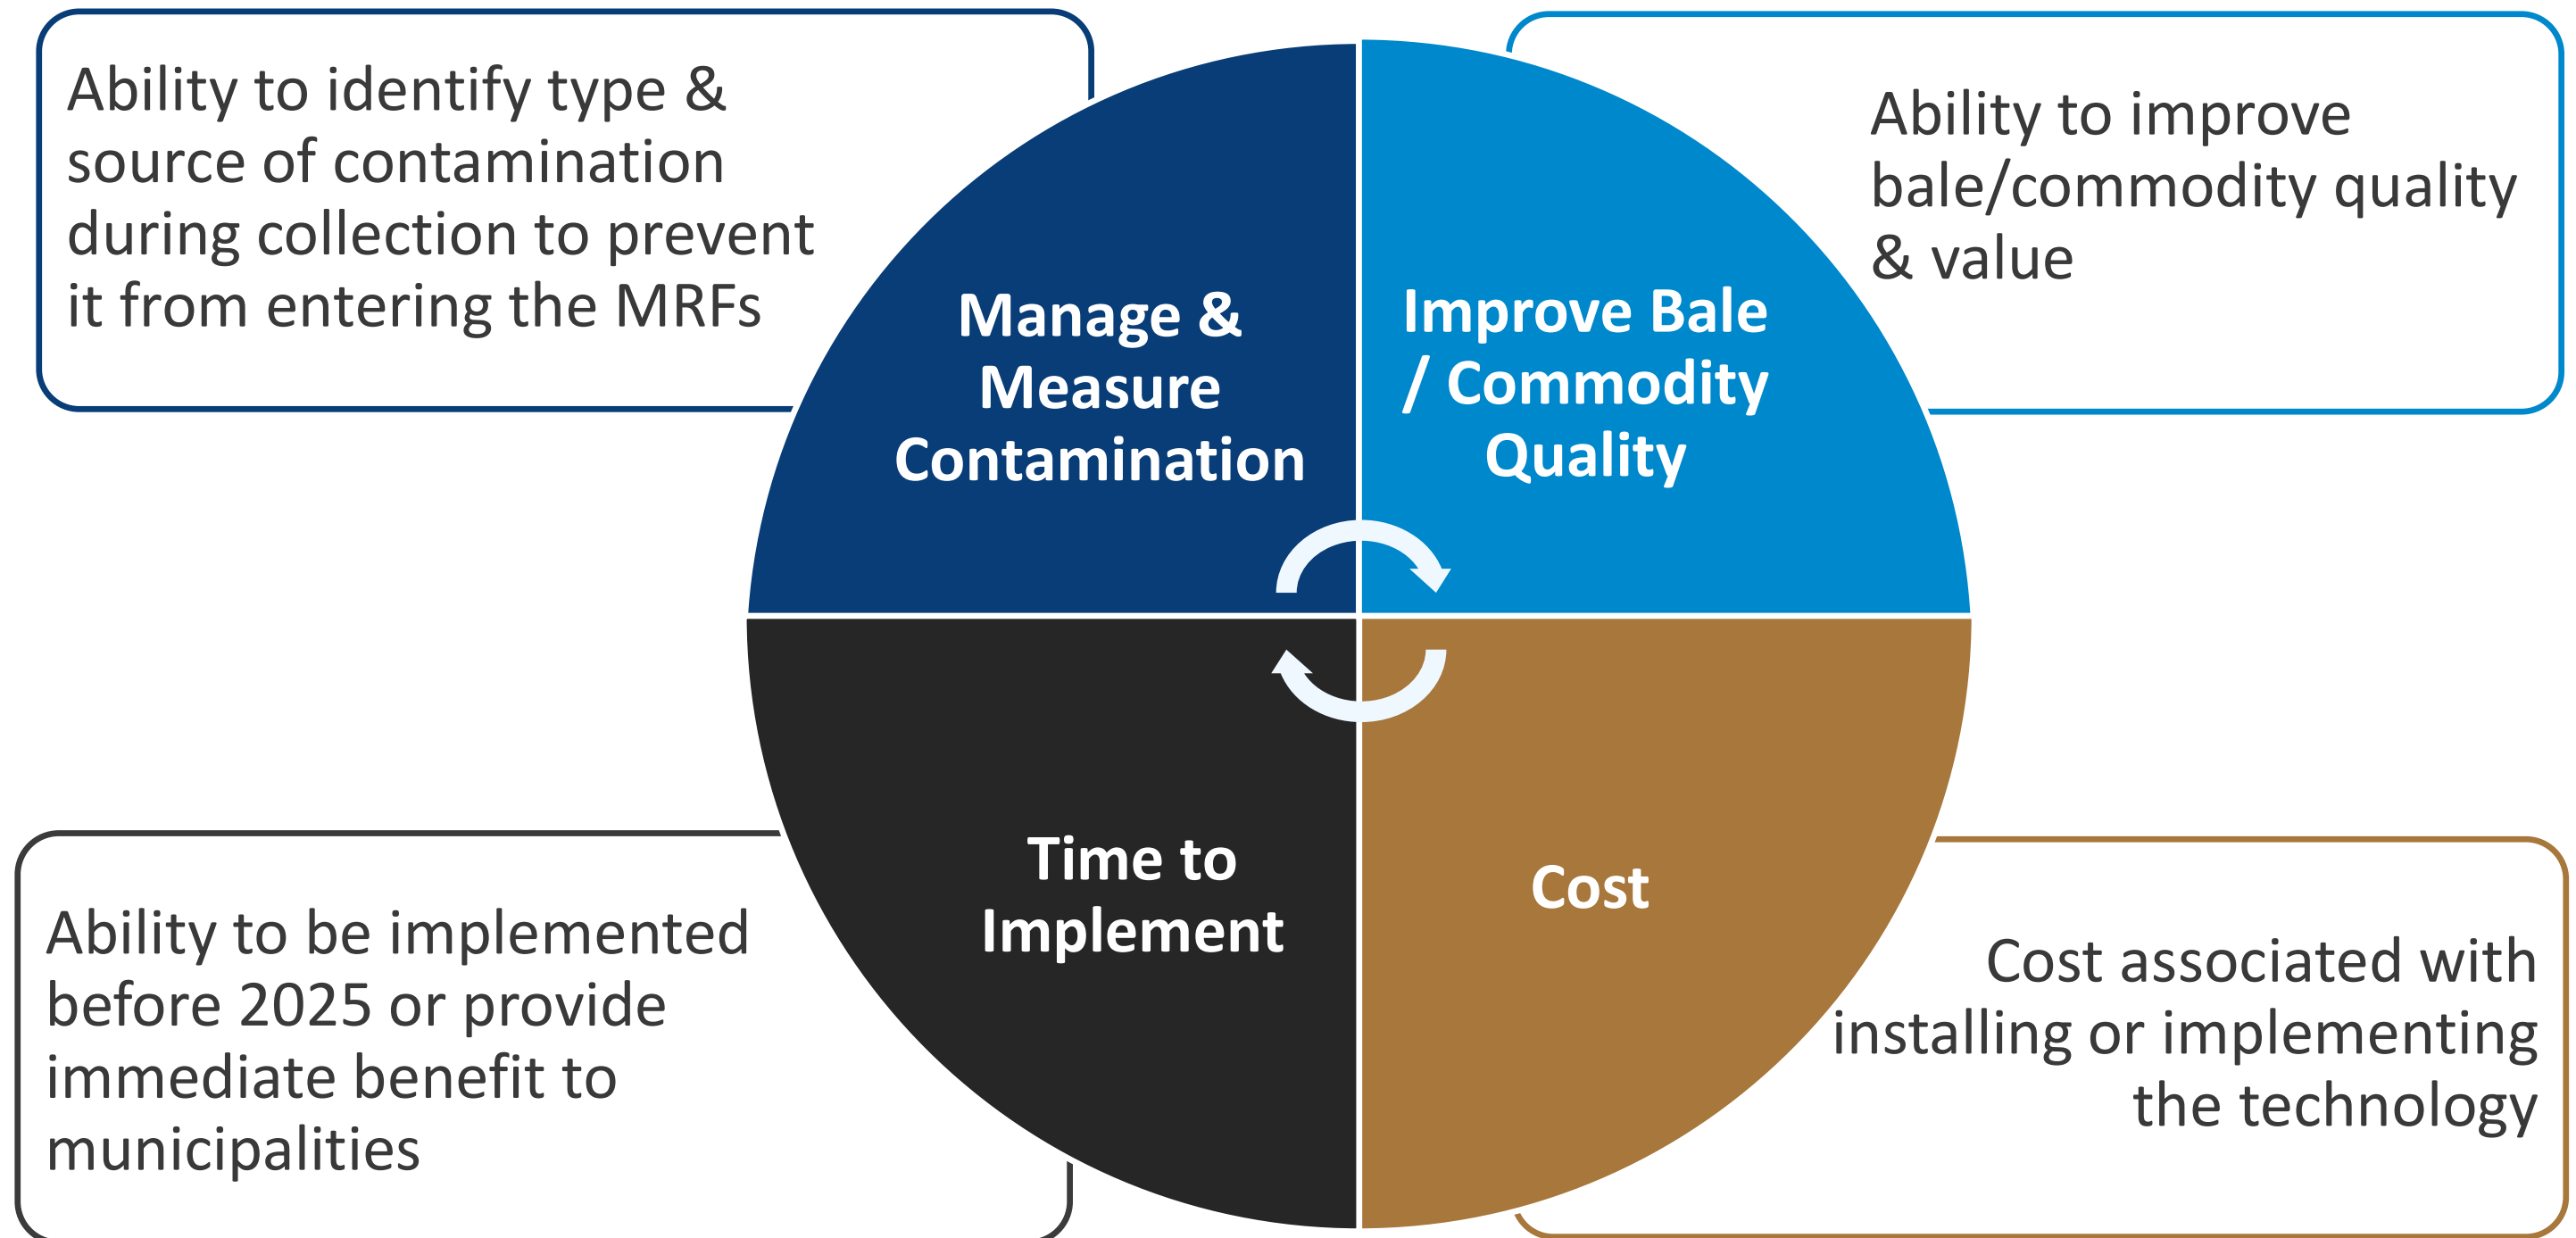 Ability to identify type &
source of contamination
during collection to prevent
it from entering the MRFs
Manage &
Measure
Contamination
Improve Bale
/ Commodity
Quality
Ability to improve
bale/commodity quality
& value
Ability to be implemented
before 2025 or provide
immediate benefit to
municipalities
Time to
Implement
Cost
Cost associated with
installing or implementing
the technology